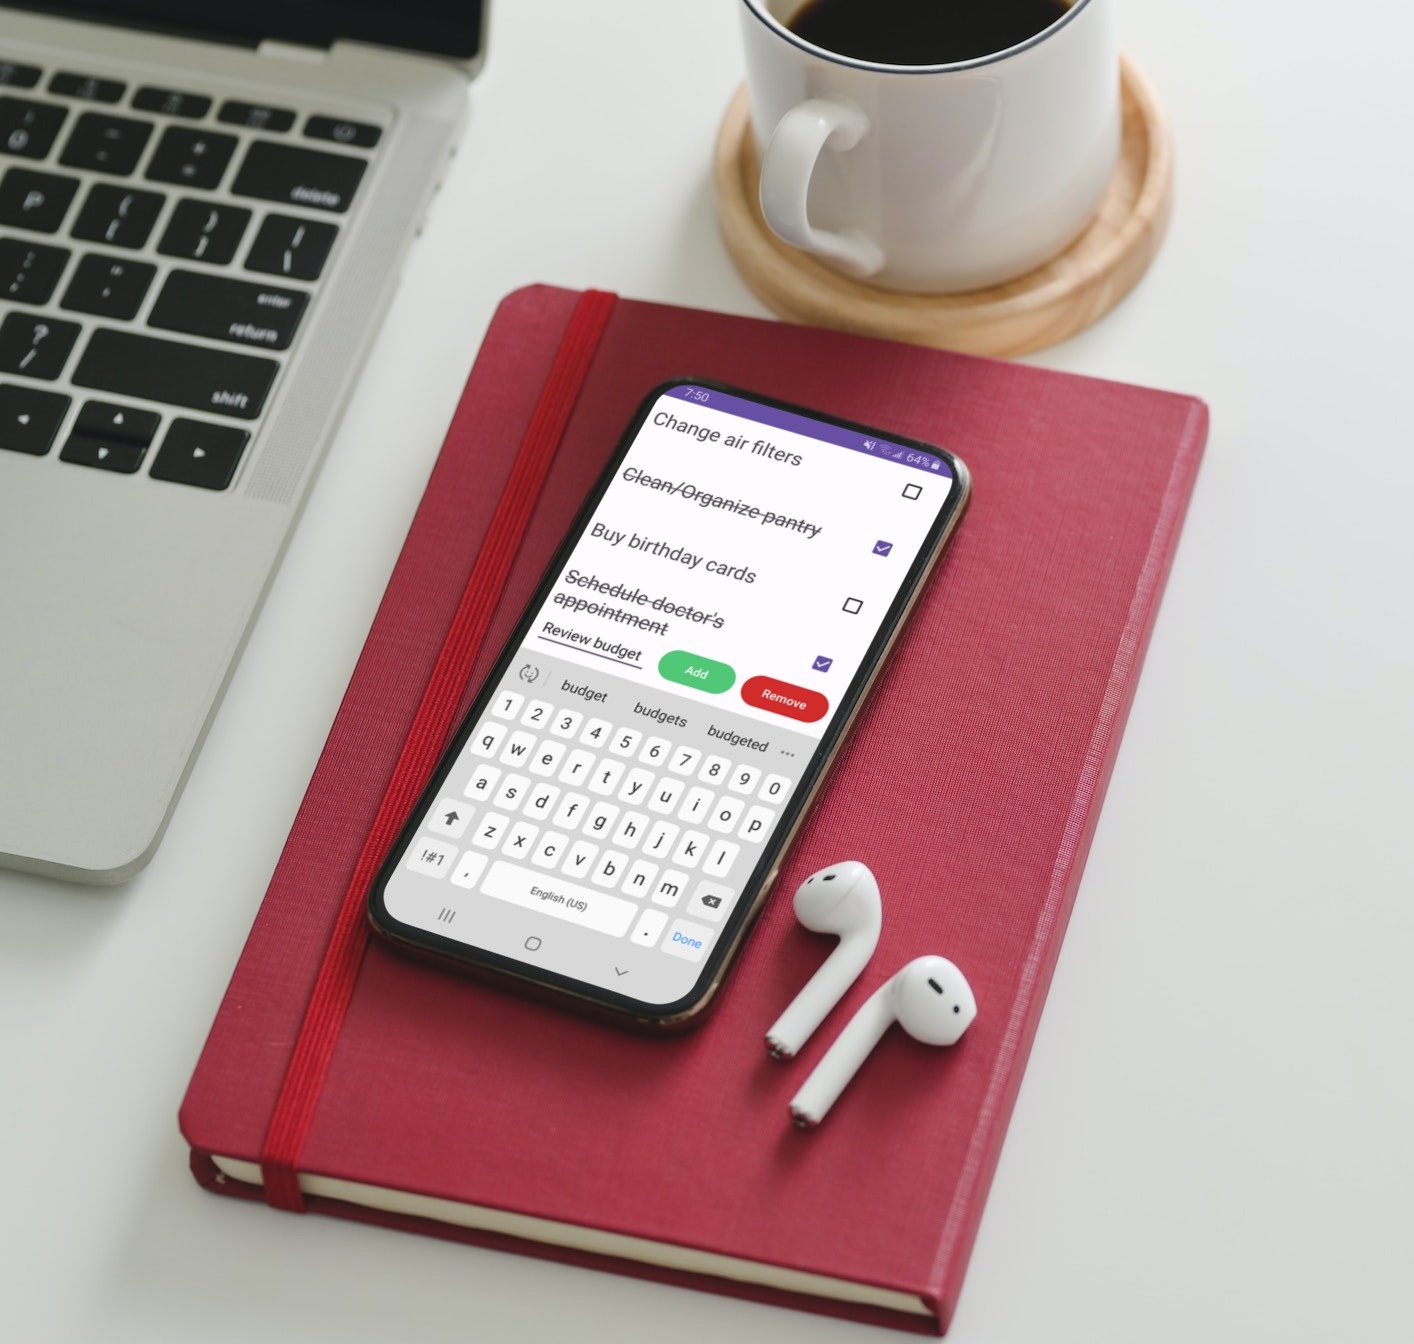 delete
P
enter
return
?
/
shift
7:50
64%
Change air filters
Clean/Organize pantry
Buy birthday cards
Schedule doctor's
appointment
Review budget
Add
Remove
budget
budgets
budgeted
1 2 3 4 5 6 7 8 9 0
q w e r t y u i o p
a s d f g h j k l
z x c v b n m
!#1 , English (US) . Done